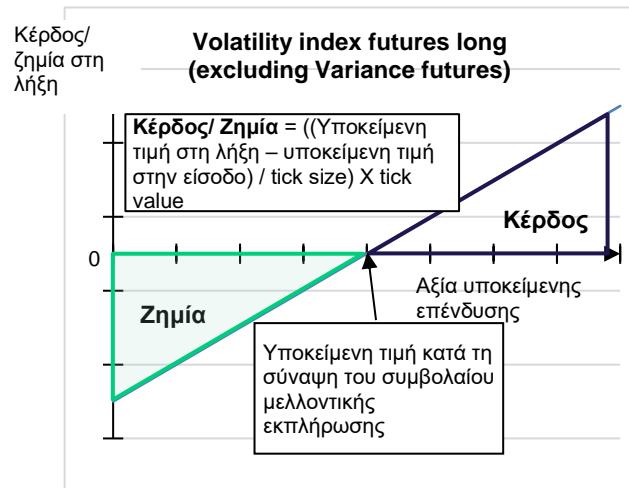 Κέρδος/
ζημία στη
λήξη
Volatility index futures long
(excluding Variance futures)
Κέρδος/ Ζημία = ((Υποκείμενη
τιμή στη λήξη – υποκείμενη τιμή
στην είσοδο) / tick size) X tick
value
Κέρδος
0
Αξία υποκείμενης
επένδυσης
Ζημία
Υποκείμενη τιμή κατά τη
σύναψη του συμβολαίου
μελλοντικής
εκπλήρωσης